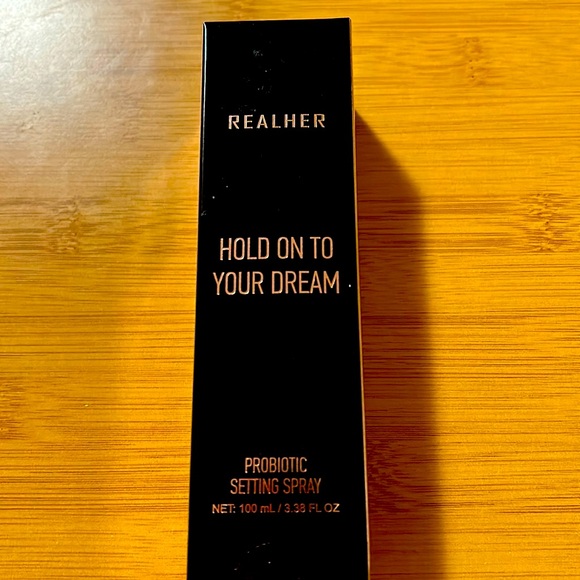 REALHER
HOLD ON TO
YOUR DREAM
PROBIOTIC
SETTING SPRAY
NET: 100 mL / 3.38 FL OZ